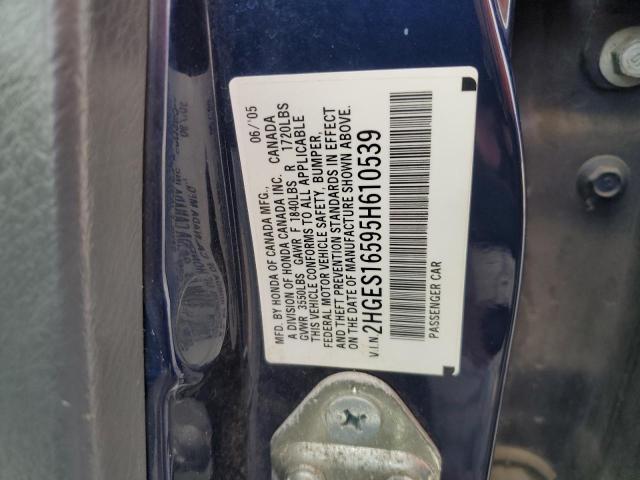 MFD. BY HONDA OF CANADA MFG., 06/'05
A DIVISION OF HONDA CANADA INC. CANADA
GVWR 3550LBS GAWR F 1840LBS R 1720LBS
THIS VEHICLE CONFORMS TO ALL APPLICABLE
FEDERAL MOTOR VEHICLE SAFETY, BUMPER,
AND THEFT PREVENTION STANDARDS IN EFFECT
ON THE DATE OF MANUFACTURE SHOWN ABOVE.
V.I.N. 2HGES16595H610539
PASSENGER CAR